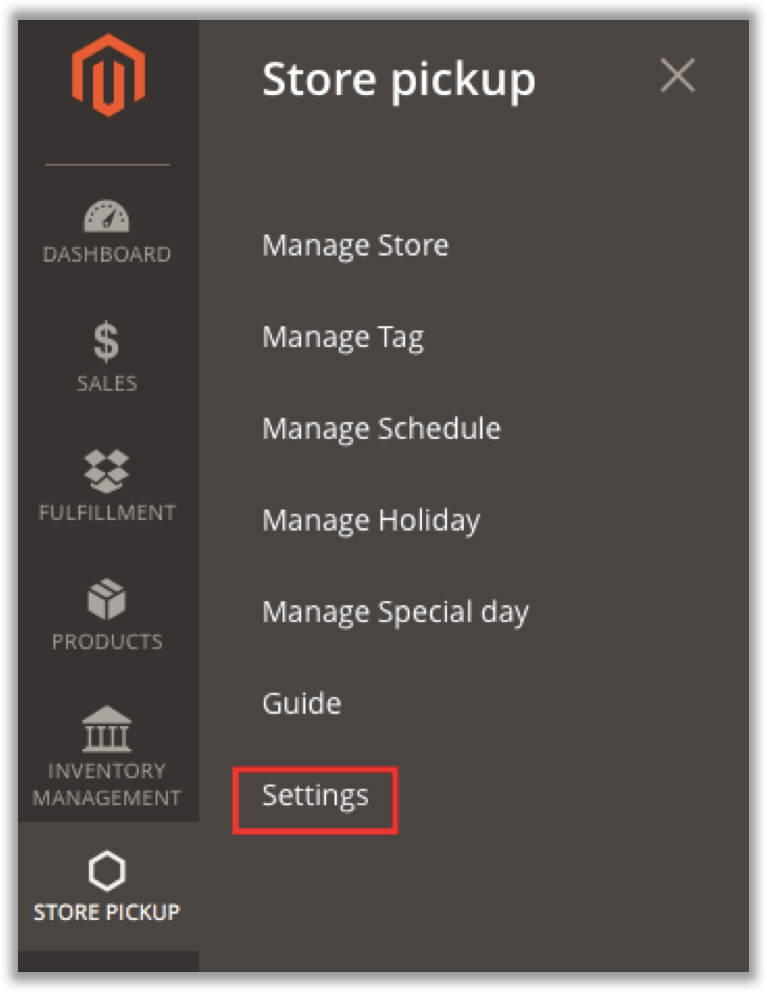 DASHBOARD
SALES
FULFILLMENT
PRODUCTS
INVENTORY
MANAGEMENT
STORE PICKUP
Store pickup
Manage Store
Manage Tag
Manage Schedule
Manage Holiday
Manage Special day
Guide
Settings